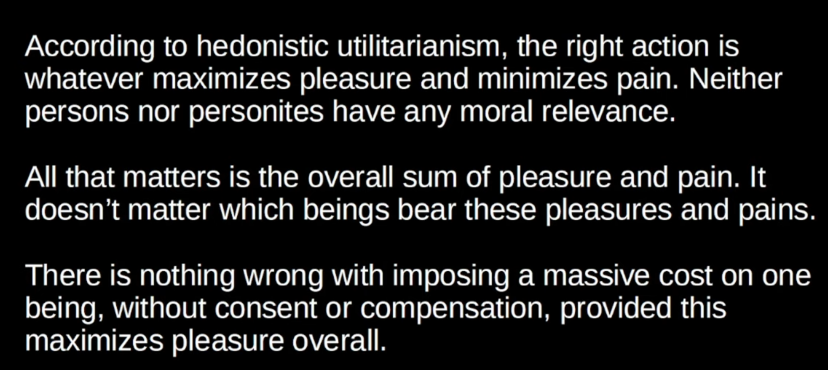 According to hedonistic utilitarianism, the right action is
whatever maximizes pleasure and minimizes pain. Neither
persons nor personites have any moral relevance.
All that matters is the overall sum of pleasure and pain. It
doesn't matter which beings bear these pleasures and pains.
There is nothing wrong with imposing a massive cost on one
being, without consent or compensation, provided this
maximizes pleasure overall.